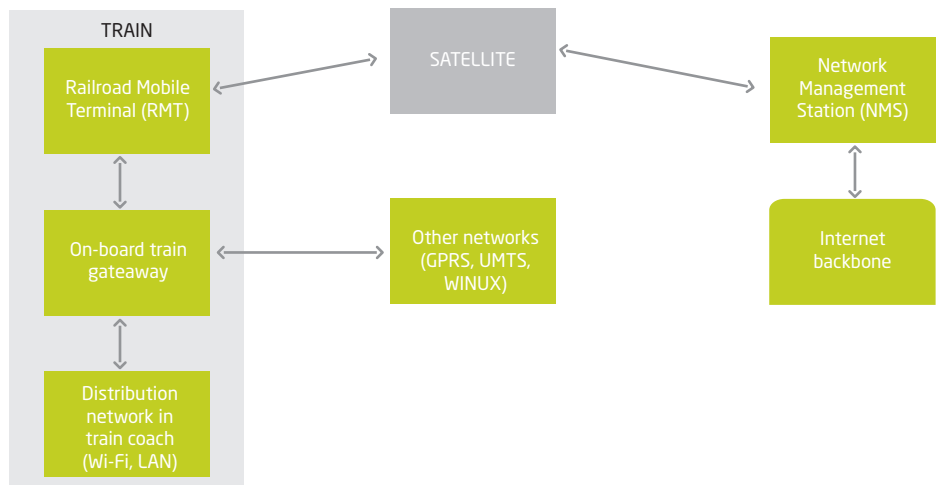 TRAIN
Railroad Mobile
Terminal (RMT)
On-board train
gateaway
Distribution
network in
train coach
(Wi-Fi, LAN)
SATELLITE
Other networks
(GPRS, UMTS,
WINUX)
Network
Management
Station (NMS)
Internet
backbone